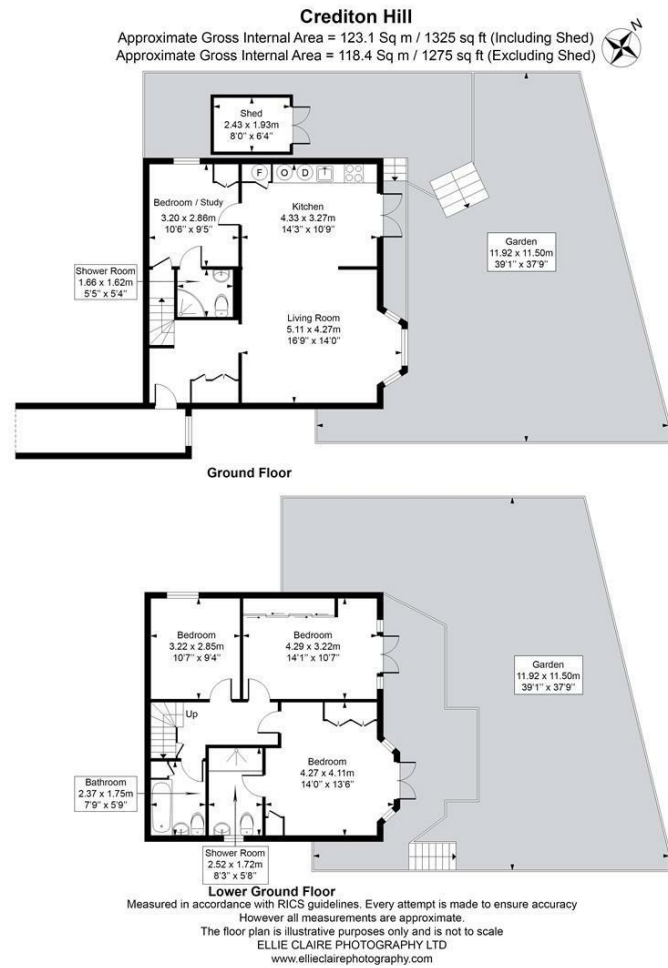 Crediton Hill
Approximate Gross Internal Area = 123.1 Sq m / 1325 sq ft (Including Shed)
Approximate Gross Internal Area = 118.4 Sq m / 1275 sq ft (Excluding Shed)
N
Shed
2.43 x 1.93m
8'0" x 6'4"
F
O
D
T
Bedroom / Study
3.20 x 2.86m
10'6" x 9'5"
Kitchen
4.33 x 3.27m
14'3" x 10'9"
Garden
11.92 x 11.50m
39'1" x 37'9"
Shower Room
1.66 x 1.62m
5'5" x 5'4"
Living Room
5.11 x 4.27m
16'9" x 14'0"
Ground Floor
Bedroom
3.22 x 2.85m
10'7" x 9'4"
Bedroom
4.29 x 3.22m
14'1" x 10'7"
Garden
11.92 x 11.50m
39'1" x 37'9"
Up
Bedroom
4.27 x 4.11m
14'0" x 13'6"
Bathroom
2.37 x 1.75m
7'9" x 5'9"
Shower Room
2.52 x 1.72m
8'3" x 5'8"
Lower Ground Floor
Measured in accordance with RICS guidelines. Every attempt is made to ensure accuracy
However all measurements are approximate.
The floor plan is illustrative purposes only and is not to scale
ELLIE CLAIRE PHOTOGRAPHY LTD
www.ellieclairephotography.com